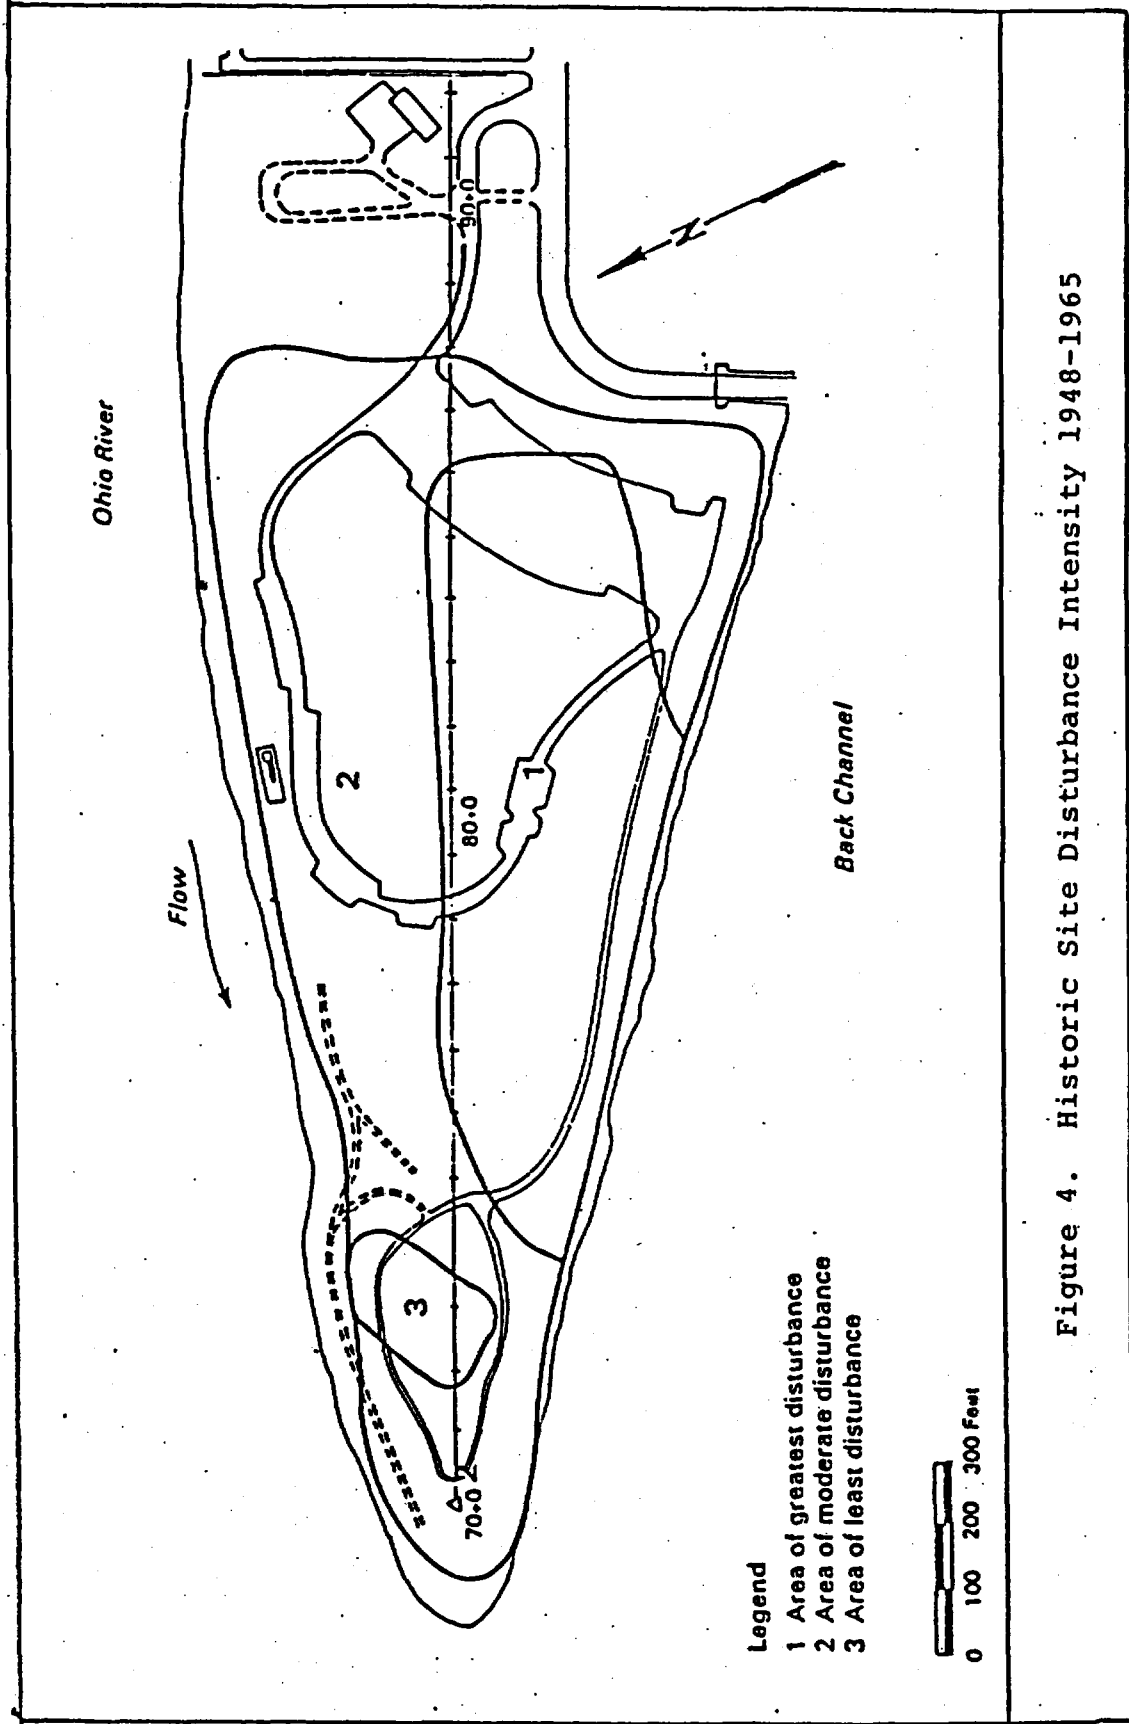 Ohio River
Flow
N
90+0
2
1
80+0
3
70+0
Back Channel
Legend
1 Area of greatest disturbance
2 Area of moderate disturbance
3 Area of least disturbance
0 100 200 300 Feet
Figure 4. Historic Site Disturbance Intensity 1948-1965